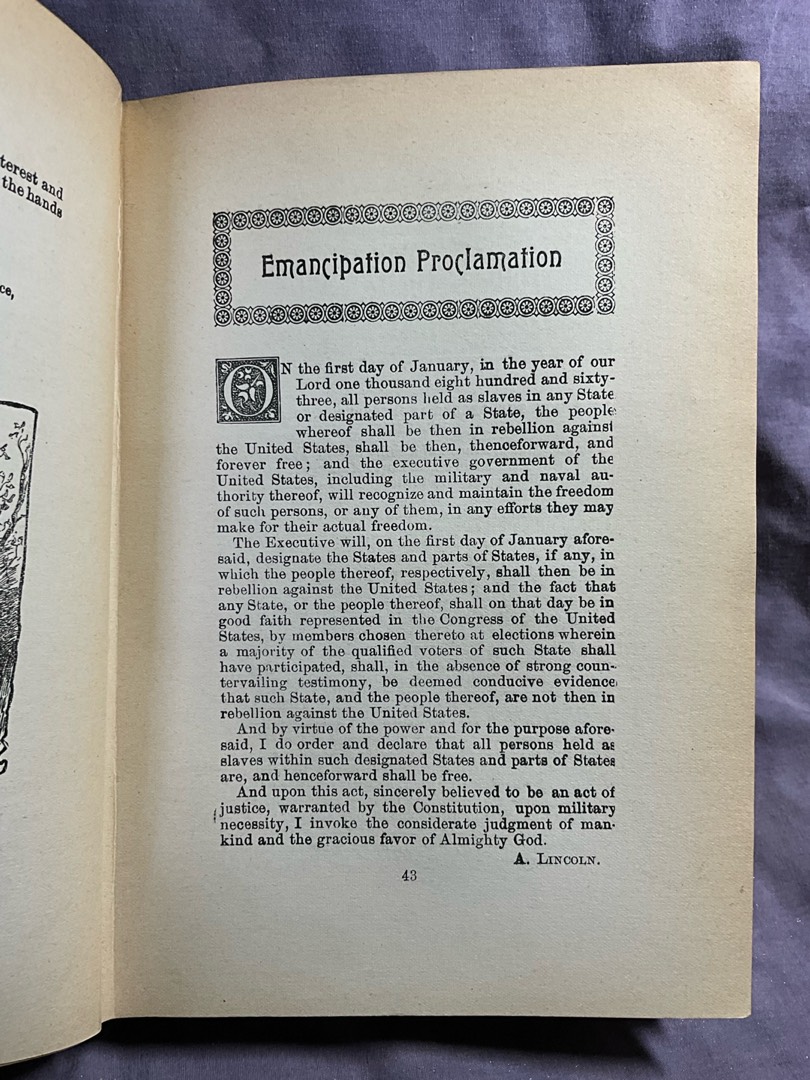 terest and
the hands
ce,
Emancipation Proclamation
ON the first day of January, in the year of our
Lord one thousand eight hundred and sixty-
three, all persons held as slaves in any State
or designated part of a State, the people
whereof shall be then in rebellion against
the United States, shall be then, thenceforward, and
forever free; and the executive government of the
United States, including the military and naval au-
thority thereof, will recognize and maintain the freedom
of such persons, or any of them, in any efforts they may
make for their actual freedom.
The Executive will, on the first day of January afore-
said, designate the States and parts of States, if any, in
which the people thereof, respectively, shall then be in
rebellion against the United States; and the fact that
any State, or the people thereof, shall on that day be in
good faith represented in the Congress of the United
States, by members chosen thereto at elections wherein
a majority of the qualified voters of such State shall
have participated, shall, in the absence of strong coun-
tervailing testimony, be deemed conducive evidence
that such State, and the people thereof, are not then in
rebellion against the United States.
And by virtue of the power and for the purpose afore-
said, I do order and declare that all persons held as
slaves within such designated States and parts of States
are, and henceforward shall be free.
And upon this act, sincerely believed to be an act of
justice, warranted by the Constitution, upon military
necessity, I invoke the considerate judgment of man-
kind and the gracious favor of Almighty God.
A. LINCOLN.
43